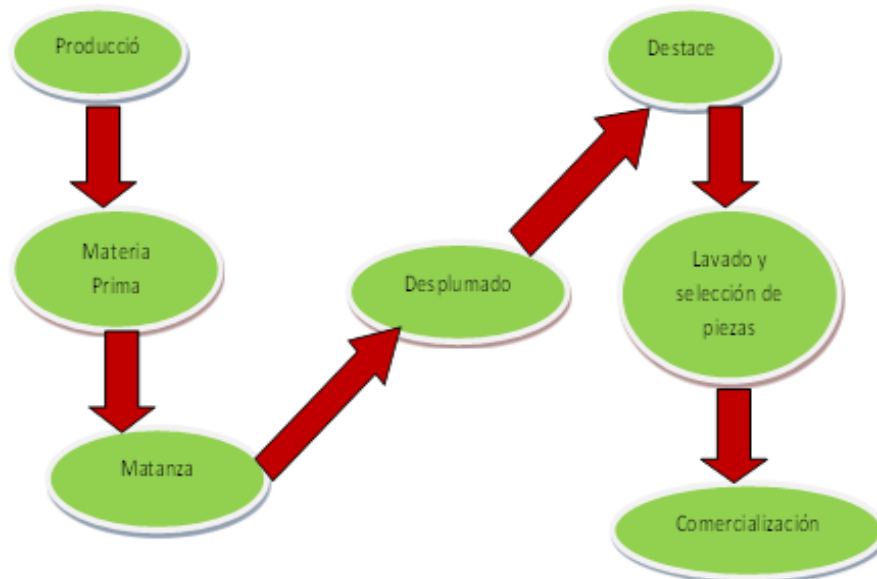 Producció
Materia
Prima
Matanza
Desplumado
Destace
Lavado y
selección de
piezas
Comercialización